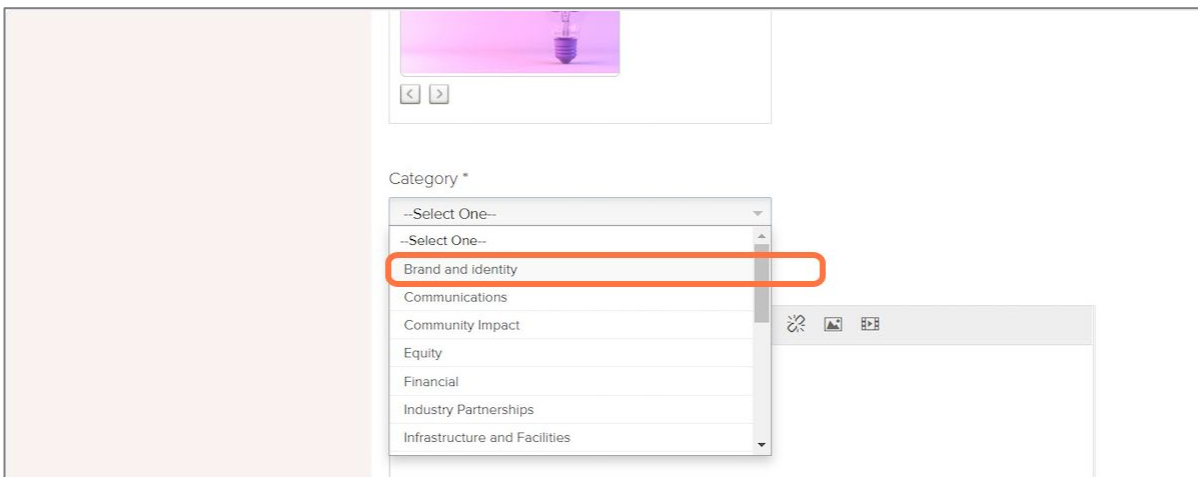 Category *
--Select One--
--Select One--
Brand and identity
Communications
Community Impact
Equity
Financial
Industry Partnerships
Infrastructure and Facilities